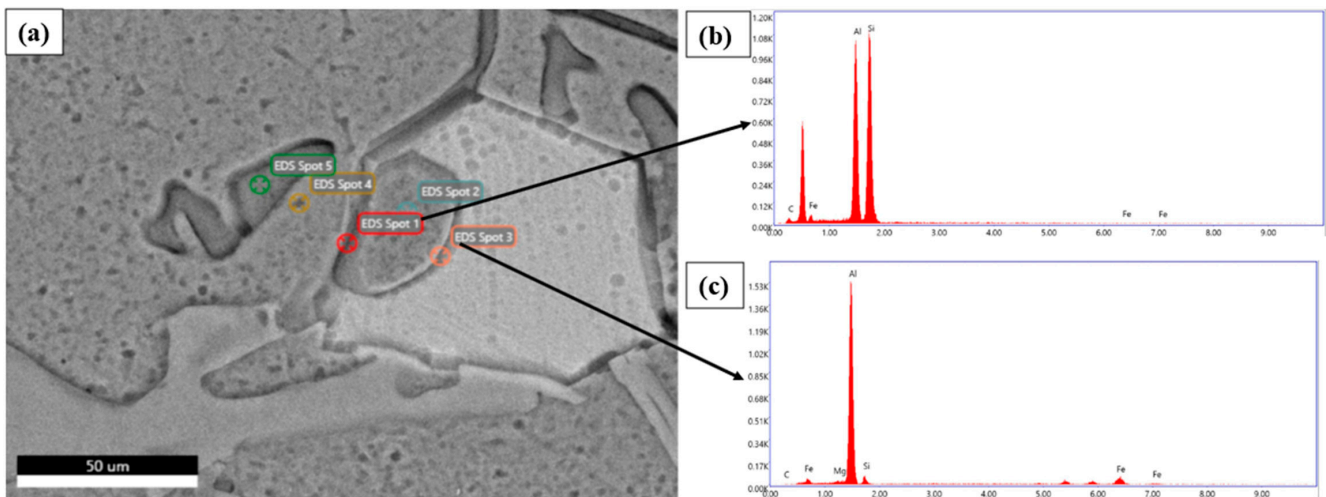 (a)
EDS Spot 5
EDS Spot 4
EDS Spot 2
EDS Spot 1
EDS Spot 3
50 um
(b)
1.20K
1.08K
0.96K
0.84K
0.72K
0.60K
0.48K
0.36K
0.24K
0.12K
0.00K
C
Fe
Al
Si
Fe
Fe
0.00
1.00
2.00
3.00
4.00
5.00
6.00
7.00
8.00
9.00
(c)
1.53K
1.36K
1.19K
1.02K
0.85K
0.68K
0.51K
0.34K
0.17K
0.00K
C
Fe
Mg
Al
Si
Fe
Fe
0.00
1.00
2.00
3.00
4.00
5.00
6.00
7.00
8.00
9.00